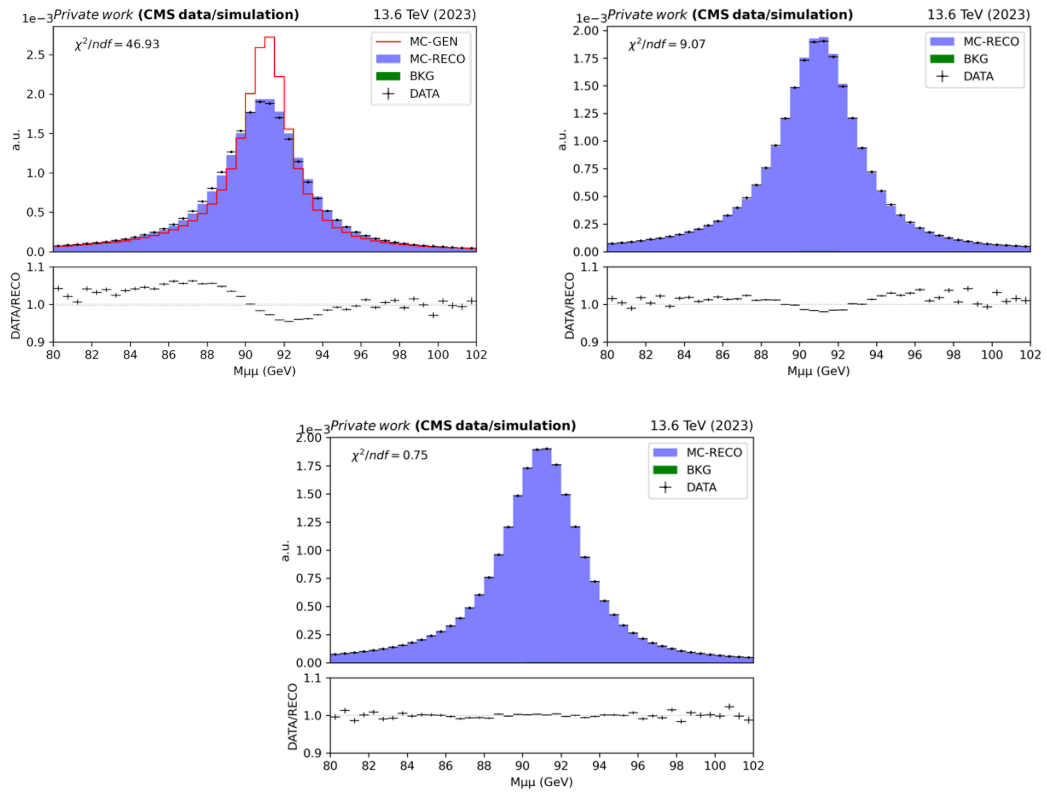 1e−3 Private work (CMS data/simulation) 13.6 TeV (2023)
χ²/ndf = 46.93
MC-GEN
MC-RECO
BKG
DATA
a.u.
2.5
2.0
1.5
1.0
0.5
0.0
DATA/RECO
1.1
1.0
0.9
80 82 84 86 88 90 92 94 96 98 100 102
Mμμ (GeV)
1e−3 Private work (CMS data/simulation) 13.6 TeV (2023)
χ²/ndf = 9.07
MC-RECO
BKG
DATA
a.u.
2.00
1.75
1.50
1.25
1.00
0.75
0.50
0.25
0.00
DATA/RECO
1.1
1.0
0.9
80 82 84 86 88 90 92 94 96 98 100 102
Mμμ (GeV)
1e−3 Private work (CMS data/simulation) 13.6 TeV (2023)
χ²/ndf = 0.75
MC-RECO
BKG
DATA
a.u.
2.00
1.75
1.50
1.25
1.00
0.75
0.50
0.25
0.00
DATA/RECO
1.1
1.0
0.9
80 82 84 86 88 90 92 94 96 98 100 102
Mμμ (GeV)